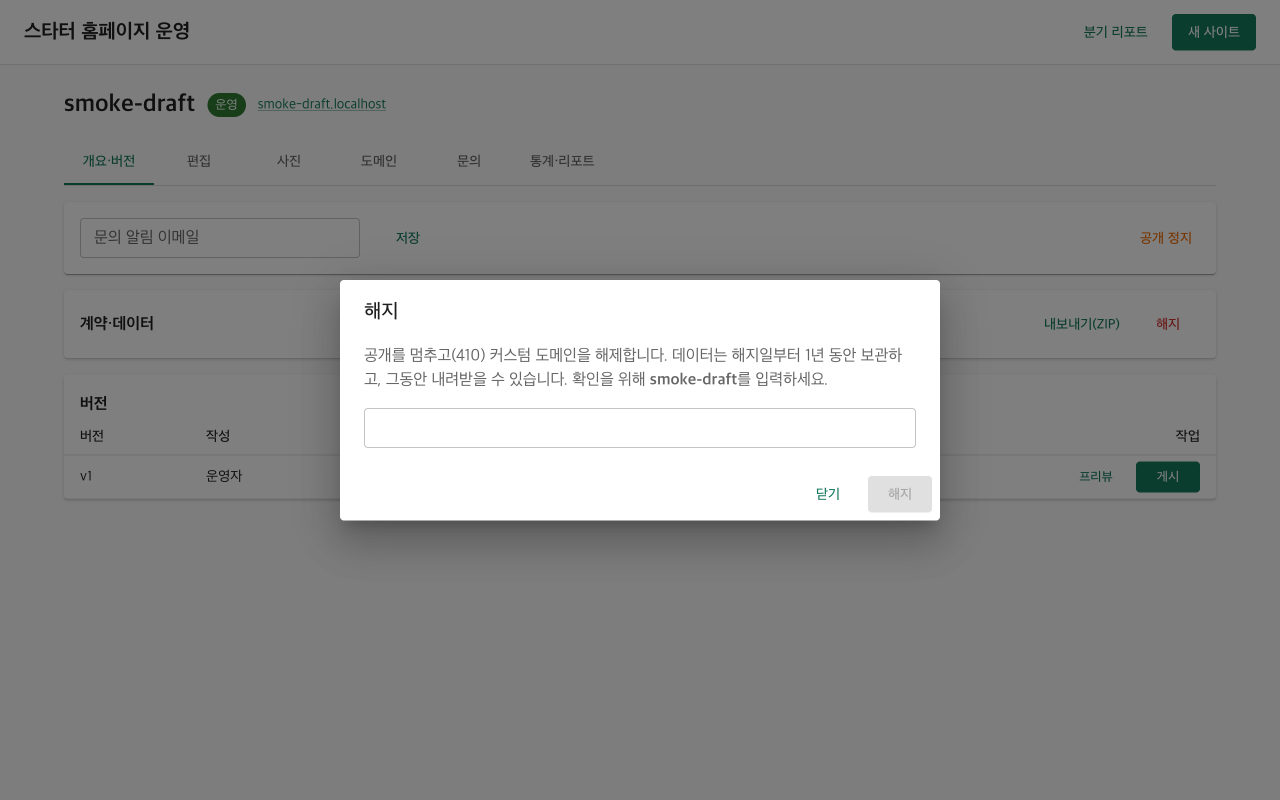 스타터 홈페이지 운영
분기 리포트
새 사이트
smoke-draft 운영 smoke-draft.localhost
개요·버전 편집 사진 도메인 문의 통계·리포트
문의 알림 이메일 저장 공개 정지
계약·데이터 내보내기(ZIP) 해지
해지
공개를 멈추고(410) 커스텀 도메인을 해제합니다. 데이터는 해지일부터 1년 동안 보관하
고, 그동안 내려받을 수 있습니다. 확인을 위해 smoke-draft를 입력하세요.
닫기 해지
버전
버전 작성 작업
v1 운영자 프리뷰 게시